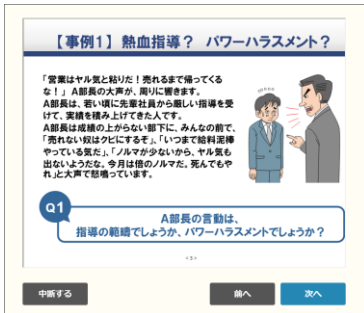 【事例1】 熱血指導? パワーハラスメント?
「営業はヤル気と粘りだ!売れるまで帰ってくる
な!」 A部長の大声が、周りに響きます。
A部長は、若い頃に先輩社員から厳しい指導を受
けて、実績を積み上げてきた人です。
A部長は成績の上がらない部下に、みんなの前で、
「売れない奴はクビにするぞ」、「いつまで給料泥棒
やっている気だ」、「ノルマが少ないから、ヤル気も
出ないようだな。今月は倍のノルマだ。死んでもや
れ」と大声で怒鳴っています。
Q1
A部長の言動は、
指導の範疇でしょうか、パワーハラスメントでしょうか?
<3>
中断する
前へ
次へ